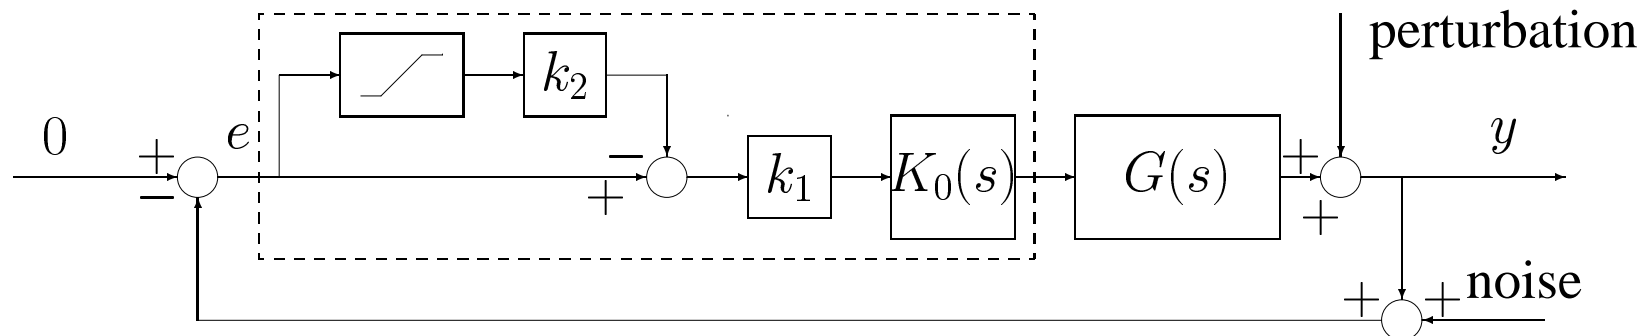 perturbation
k₂
0
+
e
−
+
y
−
−
+
k₁
K₀(s)
G(s)
+
+
+
+
noise